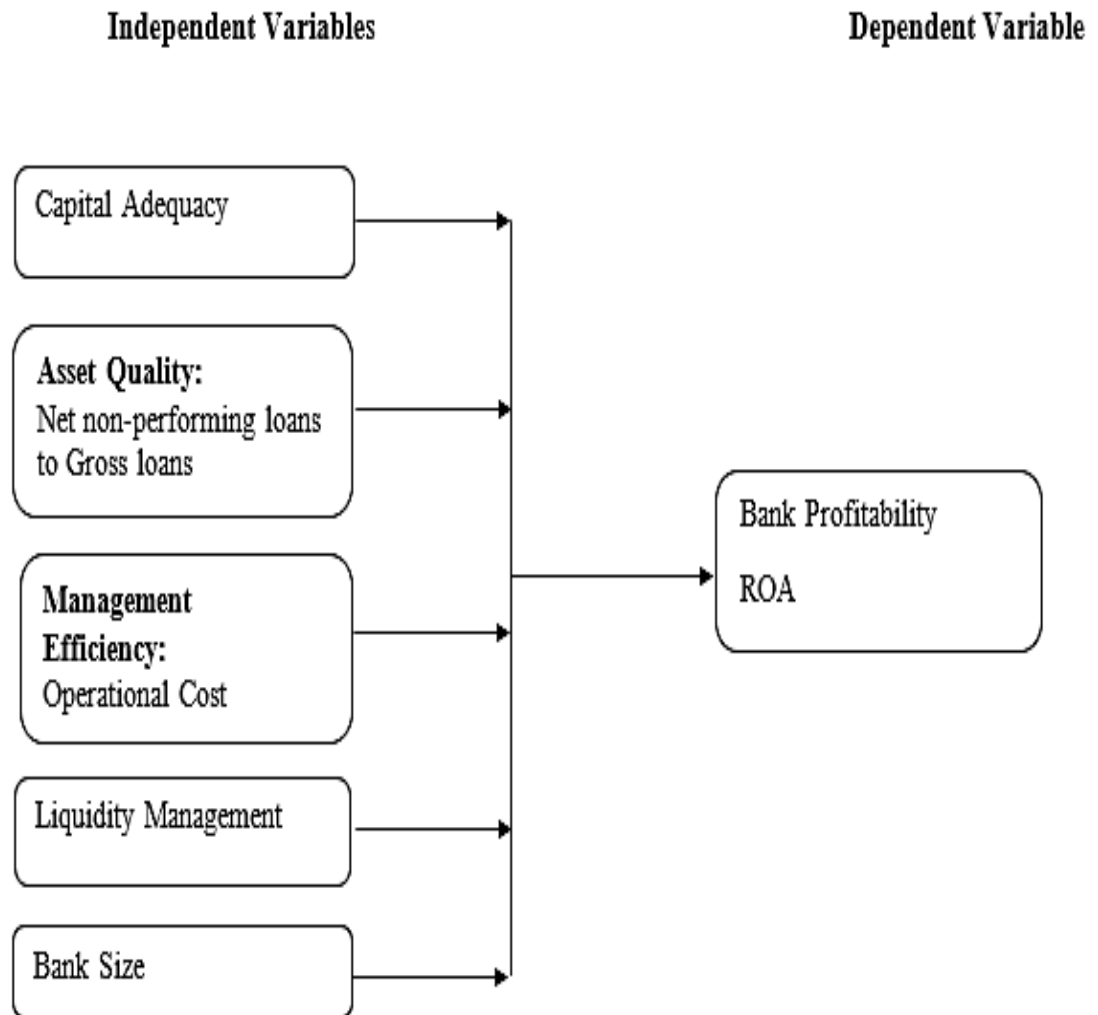 Independent Variables
Dependent Variable
Capital Adequacy
Asset Quality:
Net non-performing loans
to Gross loans
Management
Efficiency:
Operational Cost
Liquidity Management
Bank Size
Bank Profitability
ROA